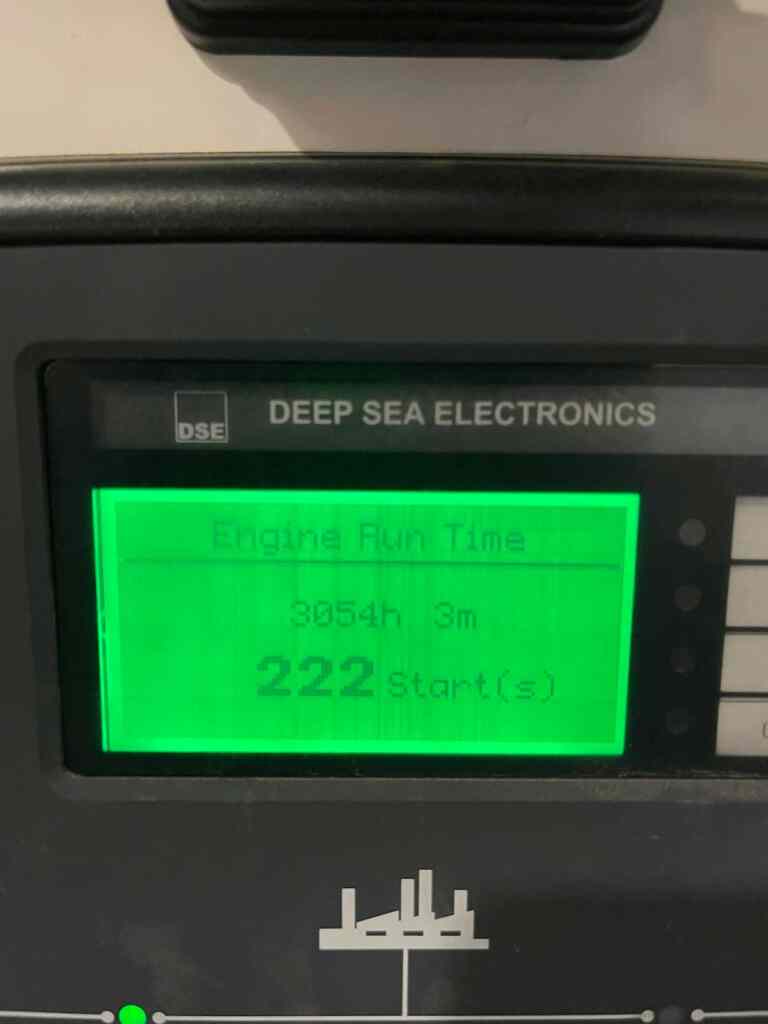 DSE DEEP SEA ELECTRONICS
Engine Run Time
3054h 3m
222 Start(s)